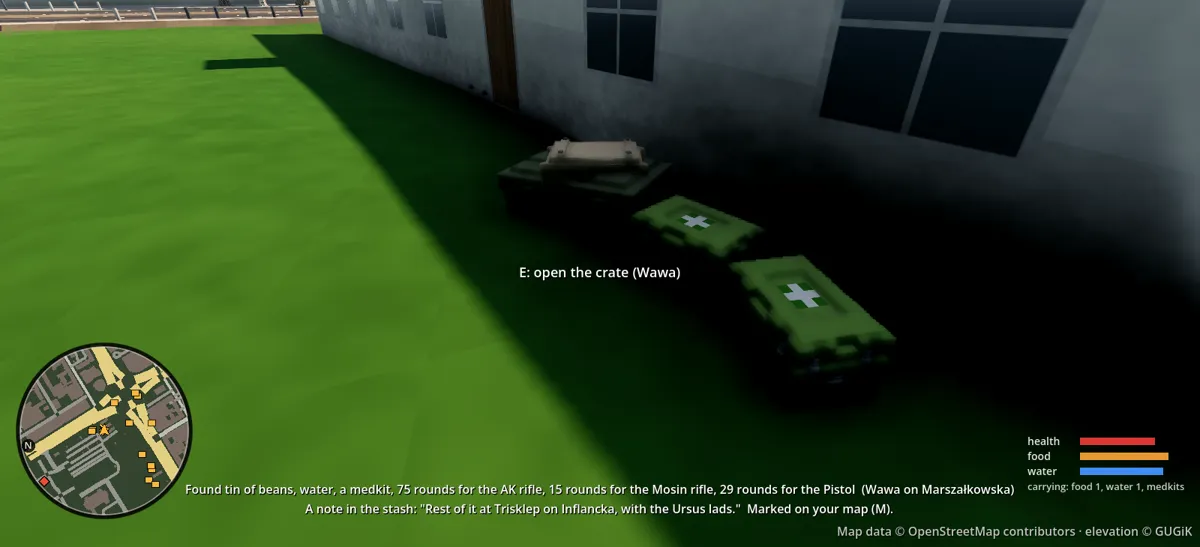 E: open the crate (Wawa)
N
health
food
water
carrying: food 1, water 1, medkits
Found tin of beans, water, a medkit, 75 rounds for the AK rifle, 15 rounds for the Mosin rifle, 29 rounds for the Pistol (Wawa on Marszałkowska)
A note in the stash: "Rest of it at Trisklep on Inflancka, with the Ursus lads." Marked on your map (M).
Map data © OpenStreetMap contributors · elevation © GUGiK